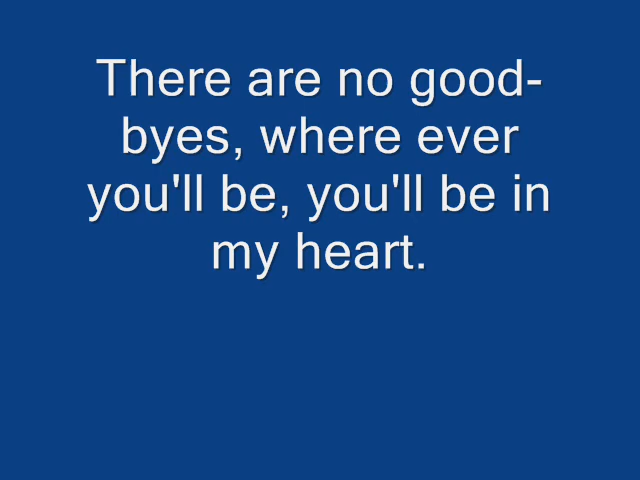 There are no good-
byes, where ever
you'll be, you'll be in
my heart.